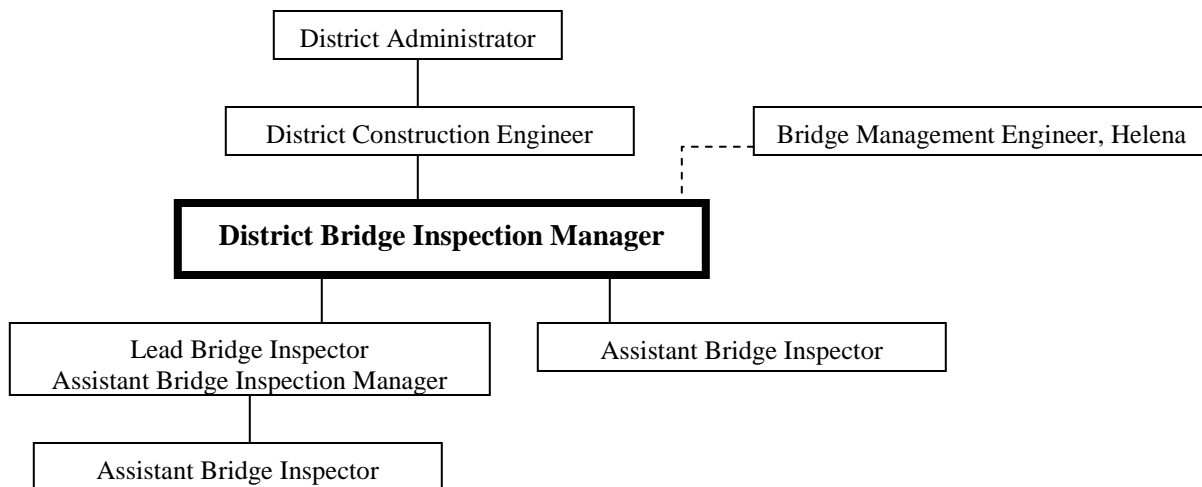 District Administrator
District Construction Engineer
Bridge Management Engineer, Helena
District Bridge Inspection Manager
Lead Bridge Inspector
Assistant Bridge Inspection Manager
Assistant Bridge Inspector
Assistant Bridge Inspector